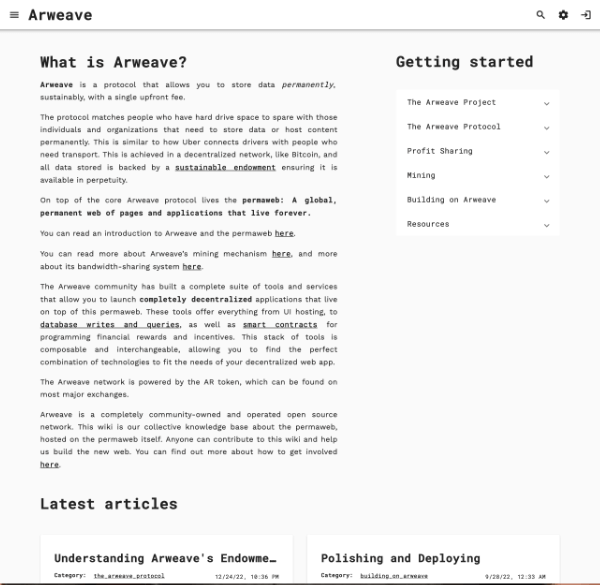 Arweave
What is Arweave?
Arweave is a protocol that allows you to store data permanently,
sustainably, with a single upfront fee.
The protocol matches people who have hard drive space to spare with those
individuals and organizations that need to store data or host content
permanently. This is similar to how Uber connects drivers with people who
need transport. This is achieved in a decentralized network, like Bitcoin, and
all data stored is backed by a sustainable endowment ensuring it is
available in perpetuity.
On top of the core Arweave protocol lives the permaweb: A global,
permanent web of pages and applications that live forever.
You can read an introduction to Arweave and the permaweb here.
You can read more about Arweave's mining mechanism here, and more
about its bandwidth-sharing system here.
The Arweave community has built a complete suite of tools and services
that allow you to launch completely decentralized applications that live
on top of this permaweb. These tools offer everything from UI hosting, to
database writes and queries, as well as smart contracts for
programming financial rewards and incentives. This stack of tools is
composable and interchangeable, allowing you to find the perfect
combination of technologies to fit the needs of your decentralized web app.
The Arweave network is powered by the AR token, which can be found on
most major exchanges.
Arweave is a completely community-owned and operated open source
network. This wiki is our collective knowledge base about the permaweb,
hosted on the permaweb itself. Anyone can contribute to this wiki and help
us build the new web. You can find out more about how to get involved
here.
Getting started
The Arweave Project
The Arweave Protocol
Profit Sharing
Mining
Building on Arweave
Resources
Latest articles
Understanding Arweave's Endowme…
Category: the_arweave_protocol 12/24/22, 10:36 PM
Polishing and Deploying
Category: building_on_arweave 9/28/22, 12:33 AM